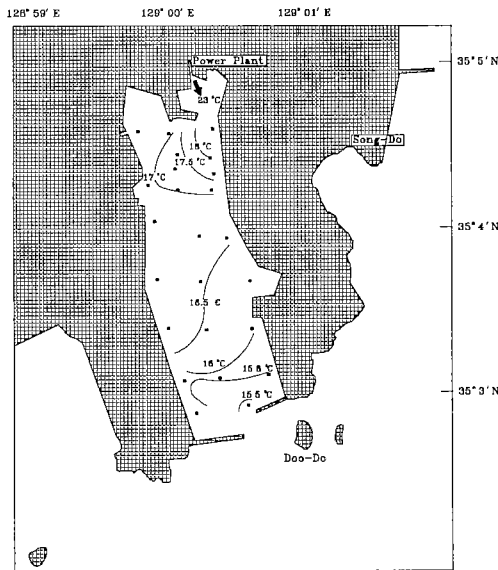 128° 59' E 129° 00' E 129° 01' E
35° 5' N
Power Plant
23 °C
Song-Do
18 °C
17.5 °C
17 °C
35° 4' N
16.5 C
16 °C
15.8 °C
15.5 °C
35° 3' N
Doo-Do